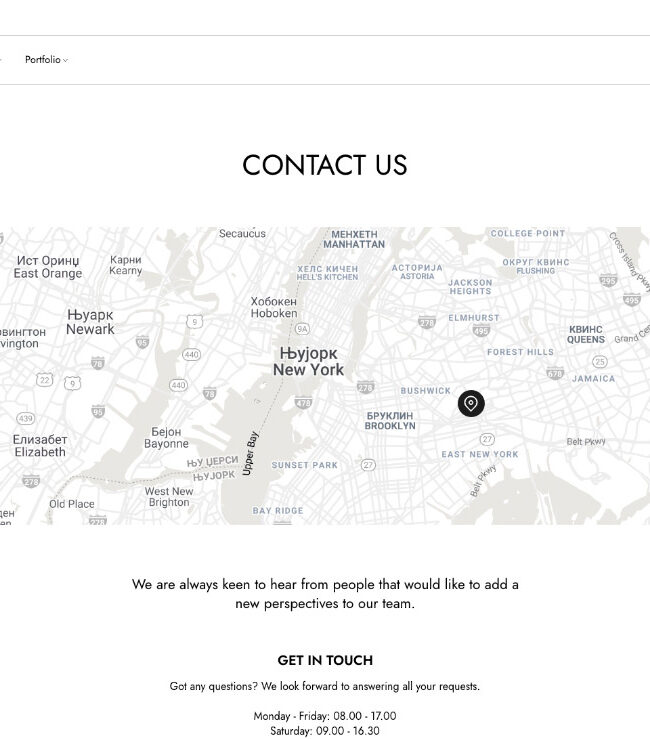 Portfolio
CONTACT US
Secaucus
МЕНХЕТН
MANHATTAN
COLLEGE POINT
Ист Оринџ
East Orange
Карни
Kearny
ХЕЛС КИЧЕН
HELL'S KITCHEN
АСТОРИЈА
ASTORIA
ОКРУГ КВИНС
FLUSHING
Cross Island
JACKSON
HEIGHTS
295
495
Хобокен
Hoboken
Њуарк
Newark
9
9A
278
ELMHURST
495
КВИНС
QUEENS
Grand
95
440
Њујорк
New York
FOREST HILLS
25
78
22
9
440
78
278
678
JAMAICA
BUSHWICK
95
439
478
БРУКЛИН
BROOKLYN
Елизабет
Elizabeth
Бејон
Bayonne
Upper Bay
27
Belt Pkwy
EAST NEW YORK
ЊУ ЏЕРСИ
ЊУЈОРК
SUNSET PARK
27
Belt Pkwy
278
West New
Brighton
Old Place
BAY RIDGE
278
We are always keen to hear from people that would like to add a
new perspectives to our team.
GET IN TOUCH
Got any questions? We look forward to answering all your requests.
Monday - Friday: 08.00 - 17.00
Saturday: 09.00 - 16.30